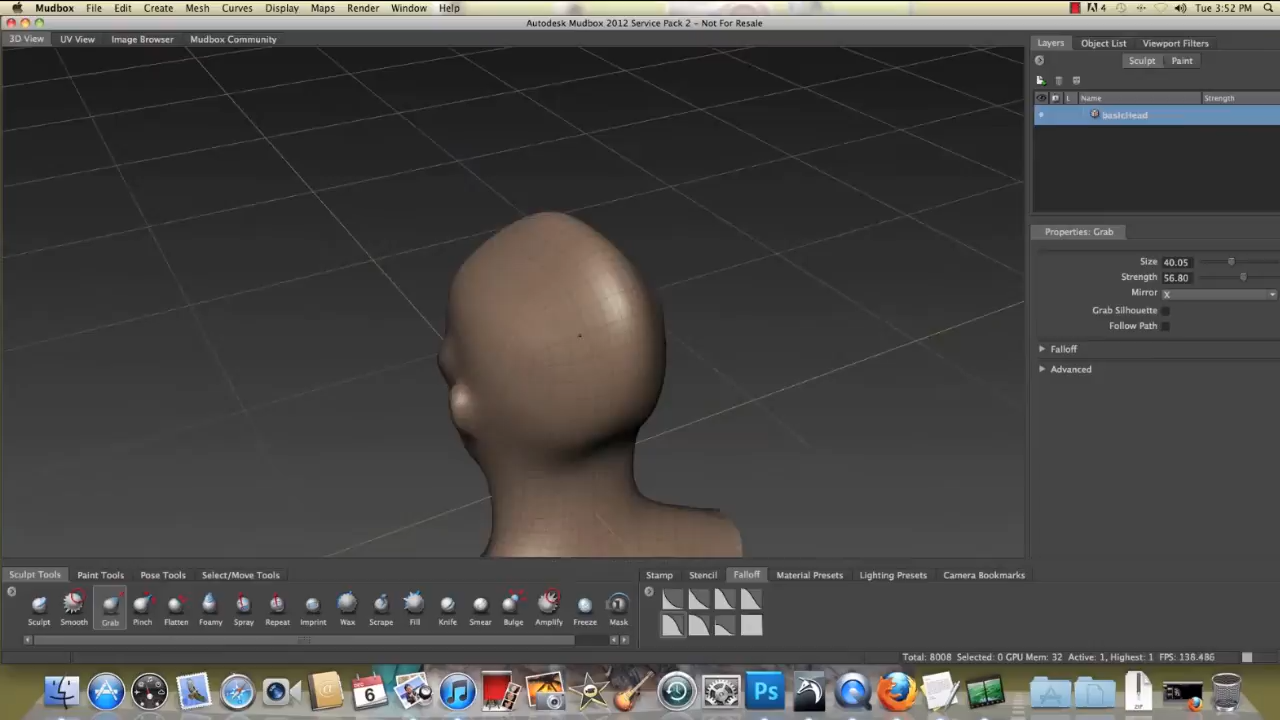 Mudbox File Edit Create Mesh Curves Display Maps Render Window Help
4 Tue 3:52 PM
Autodesk Mudbox 2012 Service Pack 2 - Not For Resale
3D View UV View Image Browser Mudbox Community
Layers Object List Viewport Filters
Sculpt Paint
L Name Strength
basicHead
Properties: Grab
Size 40.05
Strength 56.80
Mirror X
Grab Silhouette
Follow Path
Falloff
Advanced
Sculpt Tools Paint Tools Pose Tools Select/Move Tools
Stamp Stencil Falloff Material Presets Lighting Presets Camera Bookmarks
Sculpt Smooth Grab Pinch Flatten Foamy Spray Repeat Imprint Wax Scrape Fill Knife Smear Bulge Amplify Freeze Mask
Total: 8008 Selected: 0 GPU Mem: 32 Active: 1, Highest: 1 FPS: 138.486
6
Ps
ZIP